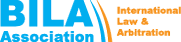 BILA
Association
International
Law &
Arbitration